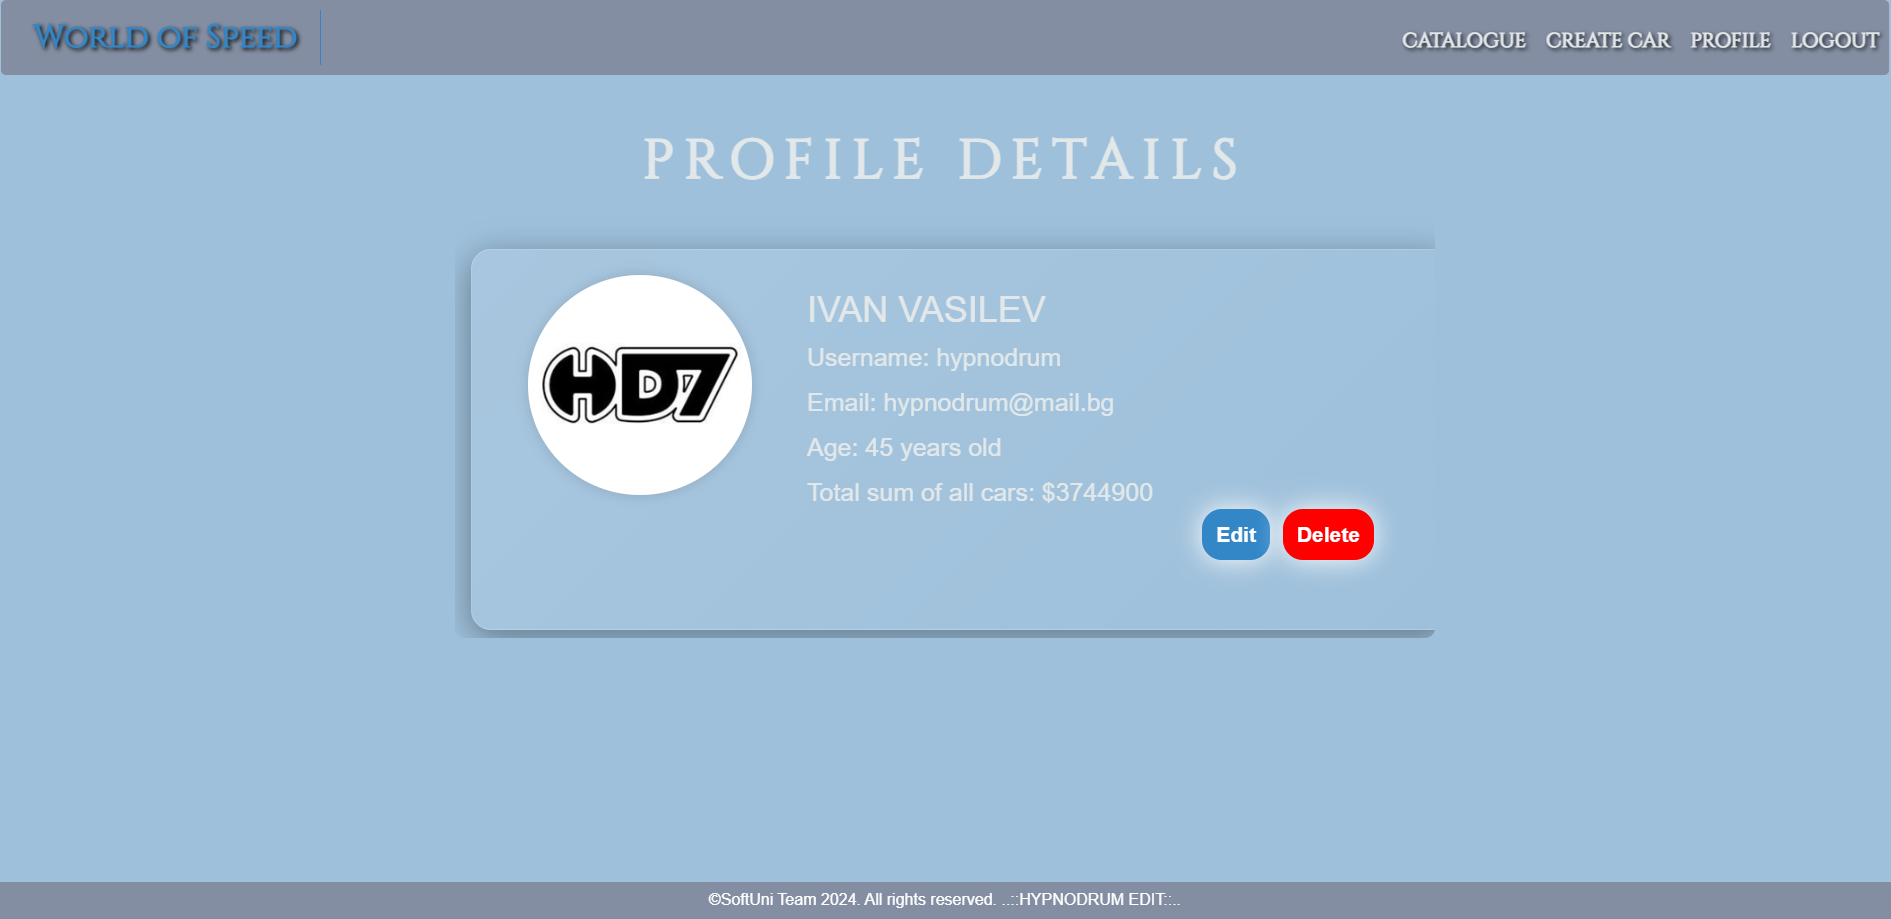 World of Speed
CATALOGUE CREATE CAR PROFILE LOGOUT
PROFILE DETAILS
HD7
IVAN VASILEV
Username: hypnodrum
Email: hypnodrum@mail.bg
Age: 45 years old
Total sum of all cars: $3744900
Edit Delete
©SoftUni Team 2024. All rights reserved. ..::HYPNODRUM EDIT::..